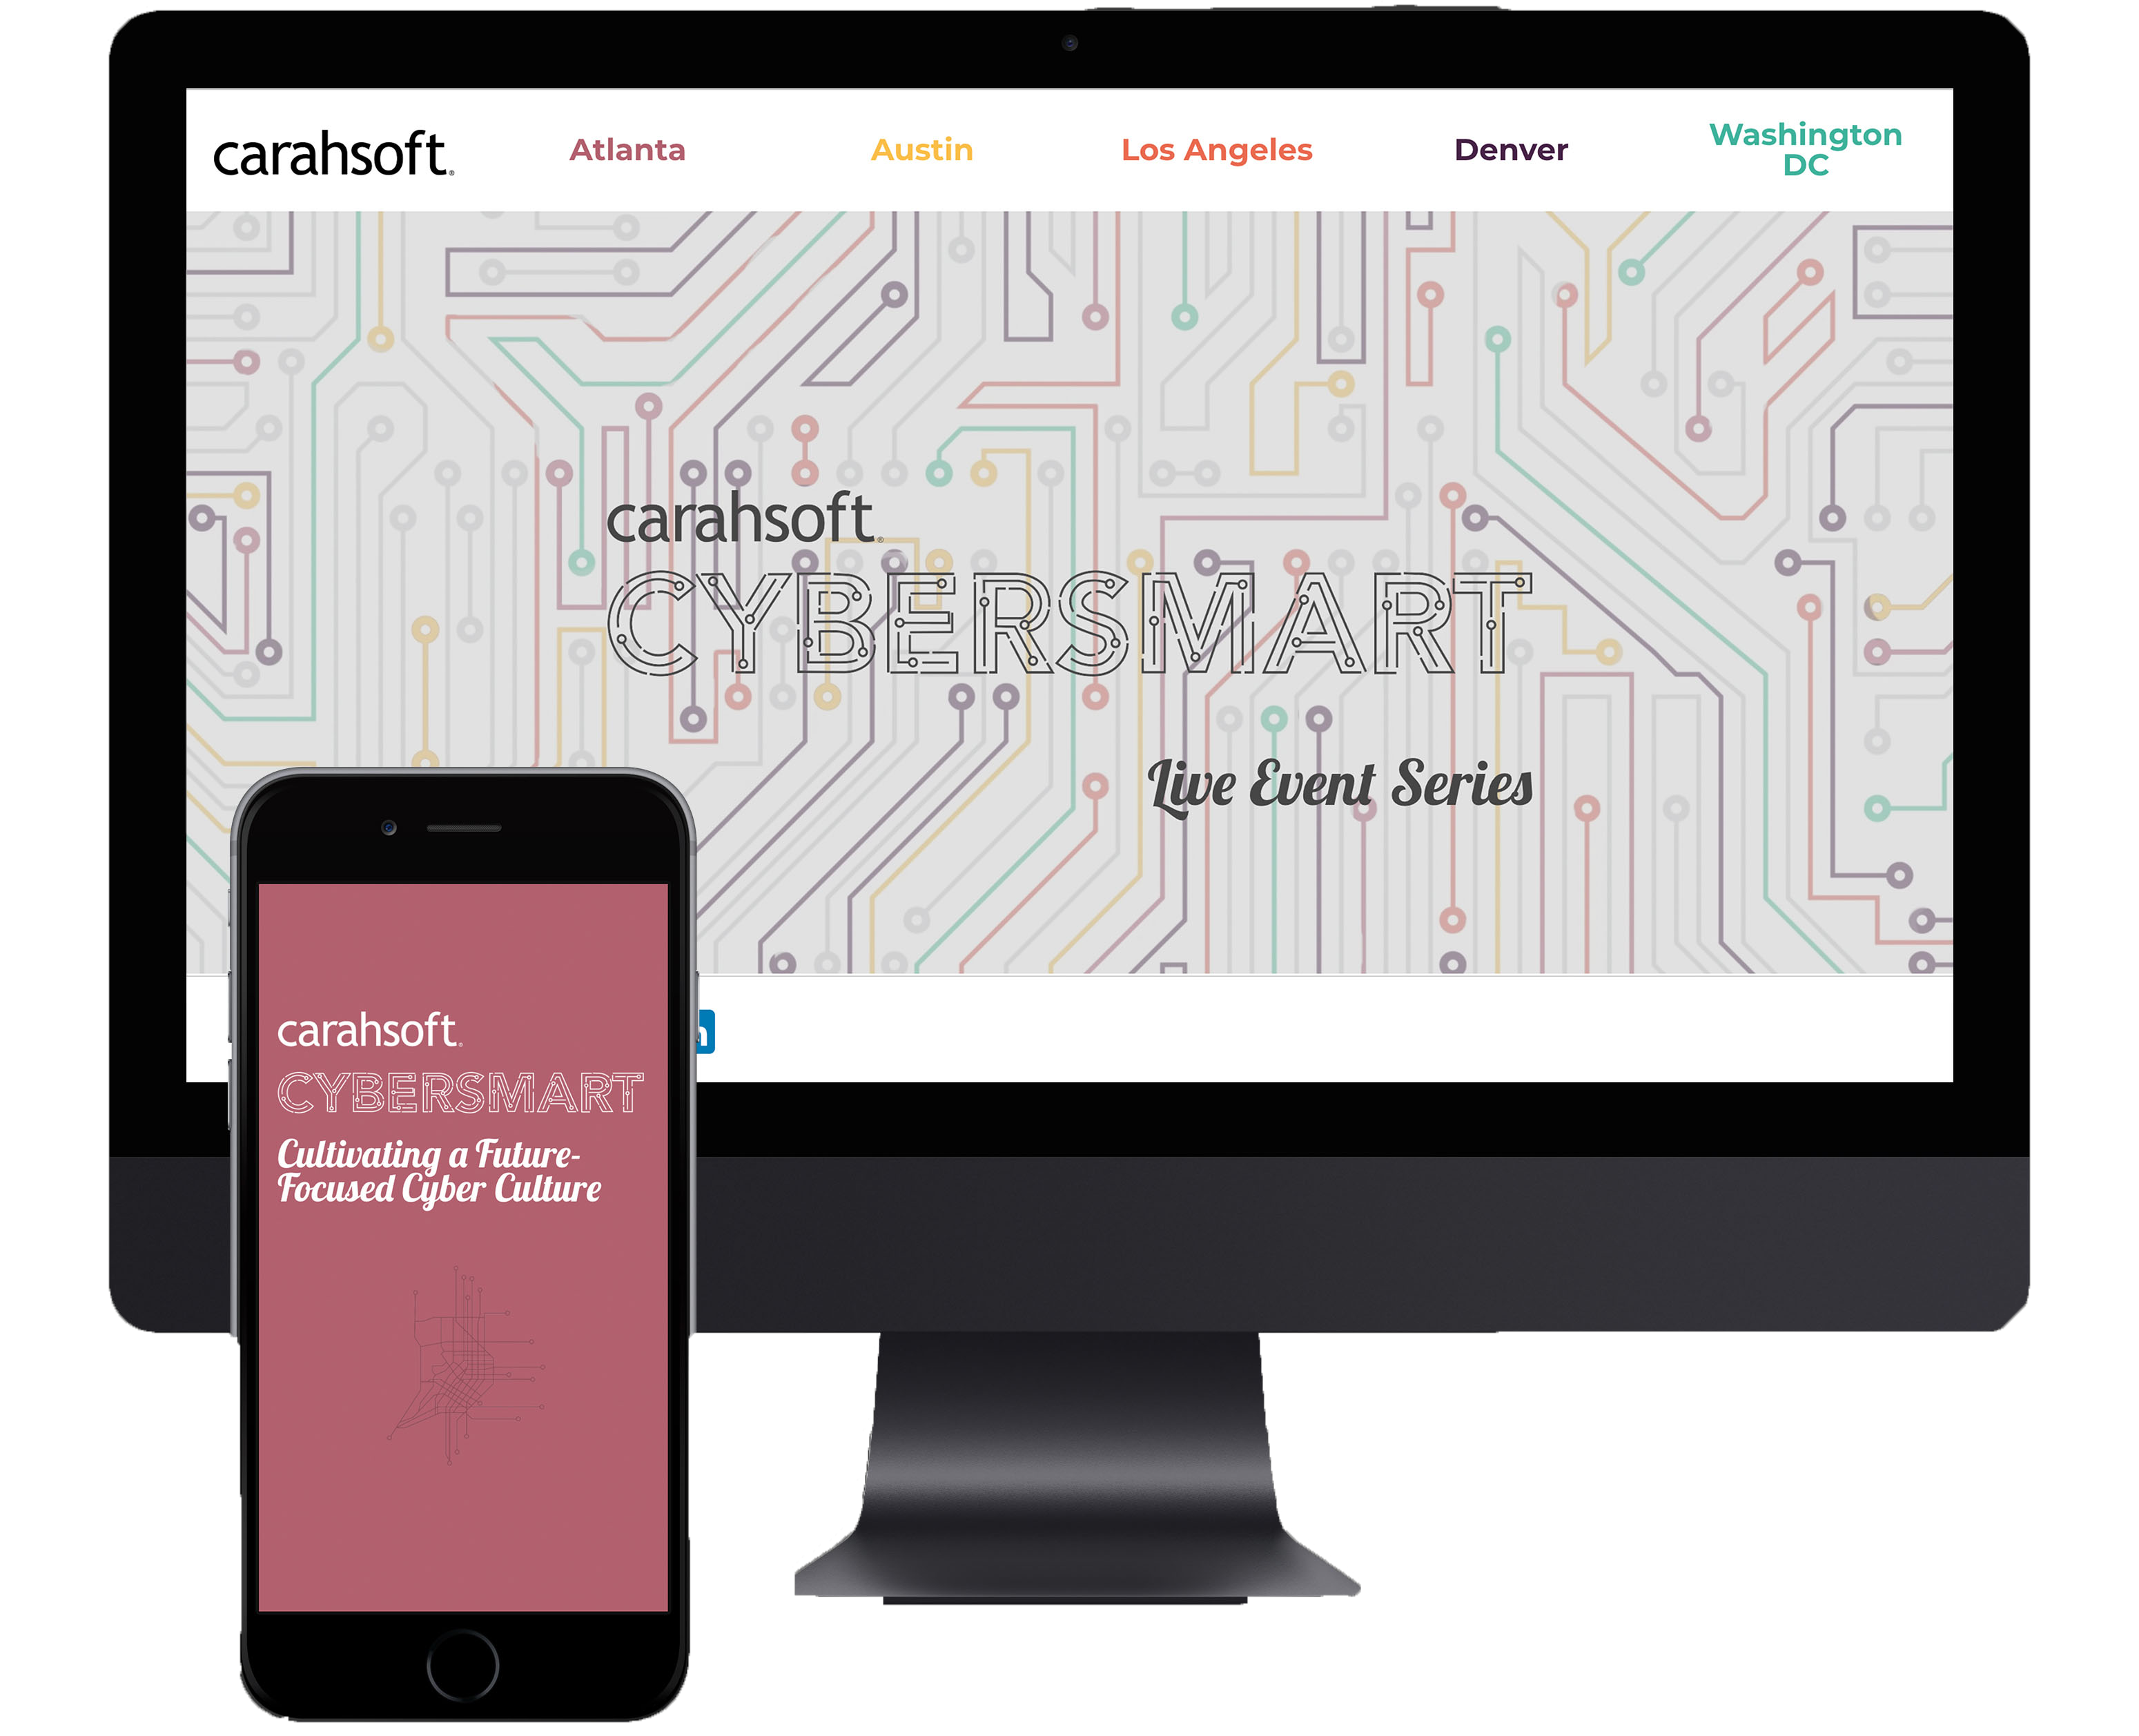 carahsoft.
Atlanta
Austin
Los Angeles
Denver
Washington
DC
carahsoft.
CYBERSMART
Live Event Series
carahsoft.
CYBERSMART
Cultivating a Future-
Focused Cyber Culture